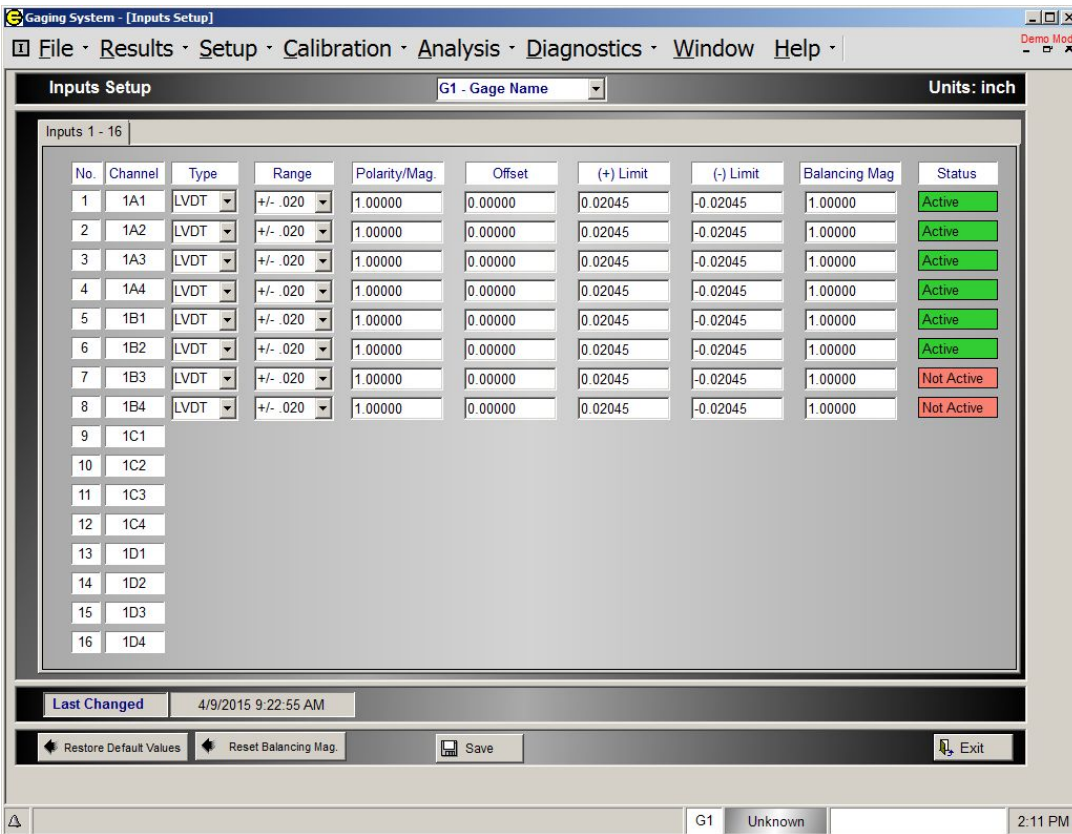 Gaging System - [Inputs Setup]
File Results Setup Calibration Analysis Diagnostics Window Help
Demo Mod
Inputs Setup G1 - Gage Name Units: inch
Inputs 1 - 16
No. Channel Type Range Polarity/Mag. Offset (+) Limit (-) Limit Balancing Mag Status
1 1A1 LVDT +/- .020 1.00000 0.00000 0.02045 -0.02045 1.00000 Active
2 1A2 LVDT +/- .020 1.00000 0.00000 0.02045 -0.02045 1.00000 Active
3 1A3 LVDT +/- .020 1.00000 0.00000 0.02045 -0.02045 1.00000 Active
4 1A4 LVDT +/- .020 1.00000 0.00000 0.02045 -0.02045 1.00000 Active
5 1B1 LVDT +/- .020 1.00000 0.00000 0.02045 -0.02045 1.00000 Active
6 1B2 LVDT +/- .020 1.00000 0.00000 0.02045 -0.02045 1.00000 Active
7 1B3 LVDT +/- .020 1.00000 0.00000 0.02045 -0.02045 1.00000 Not Active
8 1B4 LVDT +/- .020 1.00000 0.00000 0.02045 -0.02045 1.00000 Not Active
9 1C1
10 1C2
11 1C3
12 1C4
13 1D1
14 1D2
15 1D3
16 1D4
Last Changed 4/9/2015 9:22:55 AM
Restore Default Values Reset Balancing Mag. Save Exit
G1 Unknown 2:11 PM